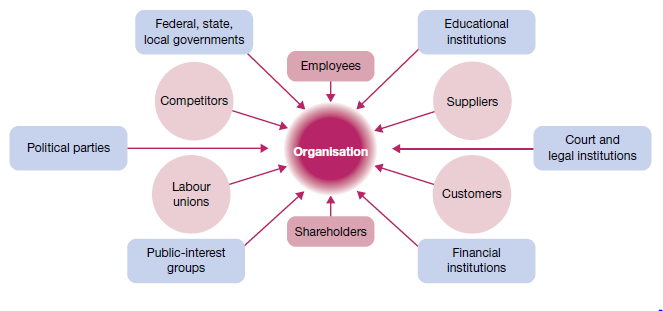 Federal, state,
local governments
Educational
institutions
Employees
Competitors
Suppliers
Political parties
Organisation
Court and
legal institutions
Labour
unions
Customers
Shareholders
Public-interest
groups
Financial
institutions